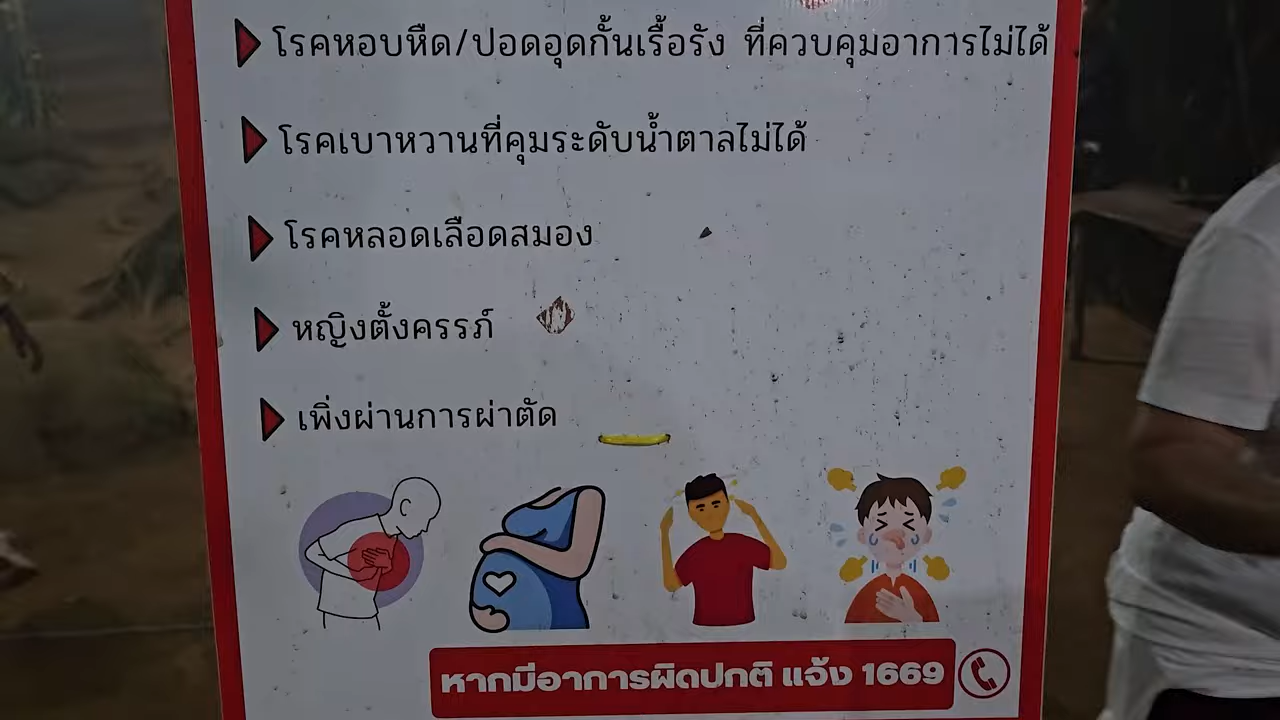 โรคหอบหืด/ปอดอุดกั้นเรื้อรัง ที่ควบคุมอาการไม่ได้
โรคเบาหวานที่คุมระดับน้ำตาลไม่ได้
โรคหลอดเลือดสมอง
หญิงตั้งครรภ์
เพิ่งผ่านการผ่าตัด
หากมีอาการผิดปกติ แจ้ง 1669